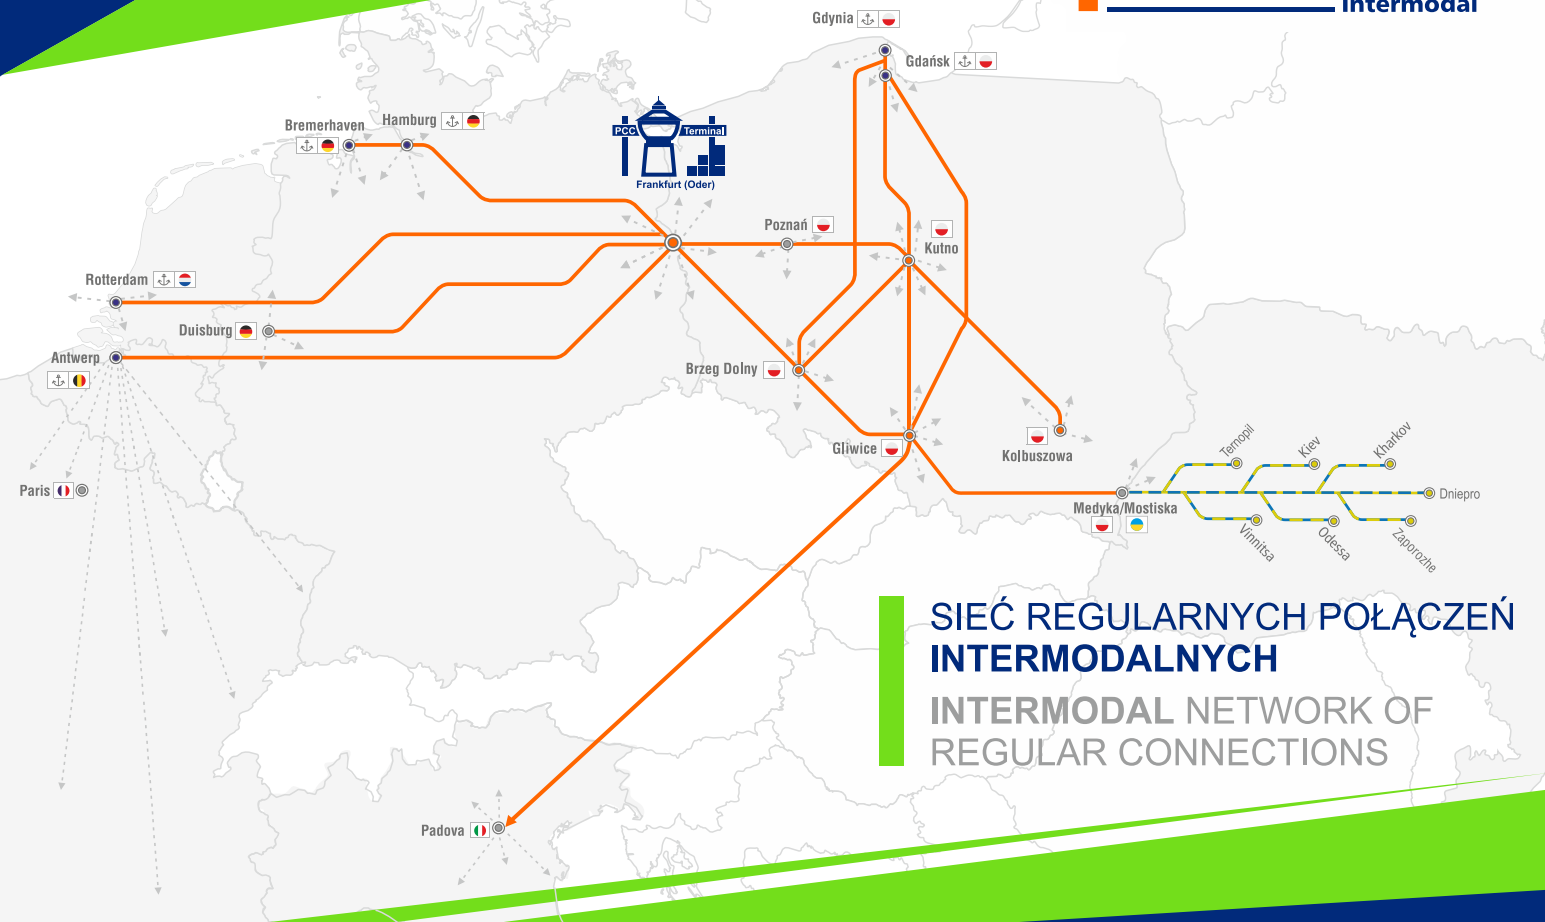 Intermodal
Gdynia
Gdańsk
Hamburg
Bremerhaven
PCC Terminal
Frankfurt (Oder)
Poznań
Kutno
Rotterdam
Duisburg
Antwerp
Brzeg Dolny
Gliwice
Kolbuszowa
Paris
Medyka/Mostiska
Ternopil
Kiev
Kharkov
Dniepro
Vinnitsa
Odessa
Zaporozhe
SIEĆ REGULARNYCH POŁĄCZEŃ
INTERMODALNYCH
INTERMODAL NETWORK OF
REGULAR CONNECTIONS
Padova